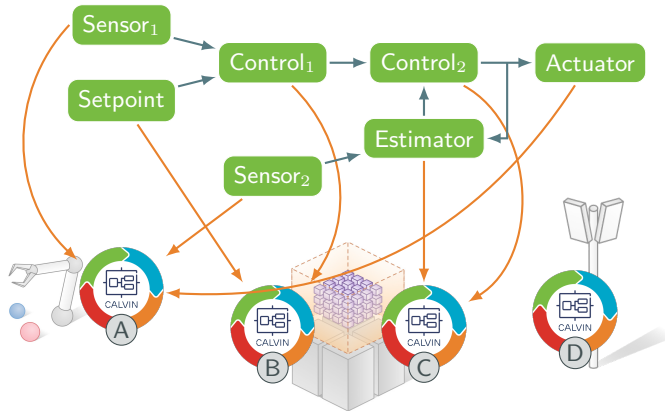 Sensor₁
Control₁
Control₂
Actuator
Setpoint
Estimator
Sensor₂
CALVIN
A
CALVIN
B
CALVIN
C
CALVIN
D